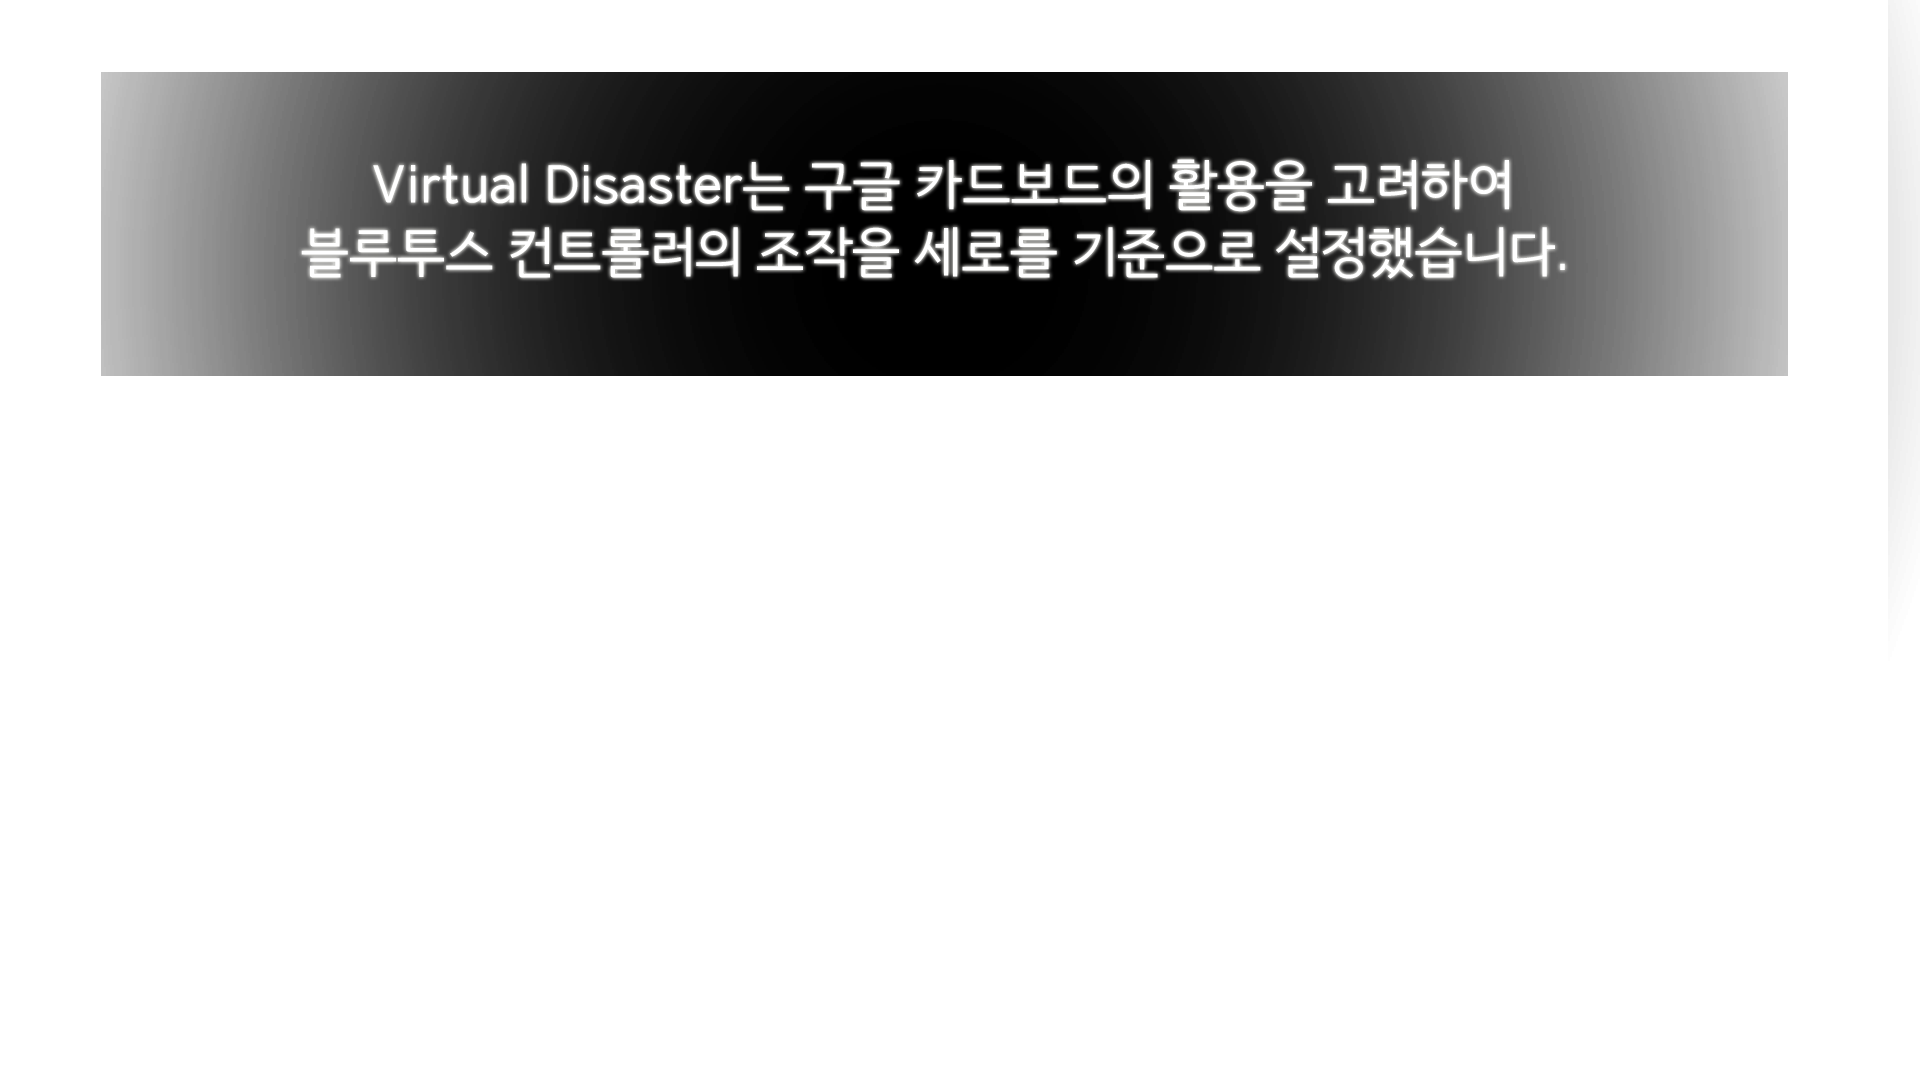 Virtual Disaster는 구글 카드보드의 활용을 고려하여
블루투스 컨트롤러의 조작을 세로를 기준으로 설정했습니다.